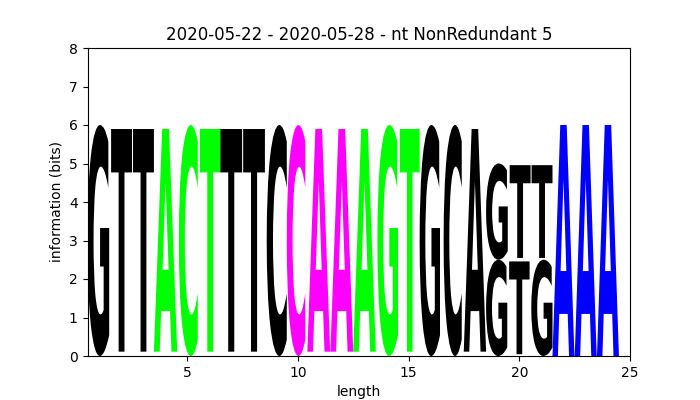 2020-05-22 - 2020-05-28 - nt NonRedundant 5
8
7
6
5
4
3
2
1
0
information (bits)
GTTACTTTCCAAAGTGCAGTTAAA
GTG
5 10 15 20 25
length